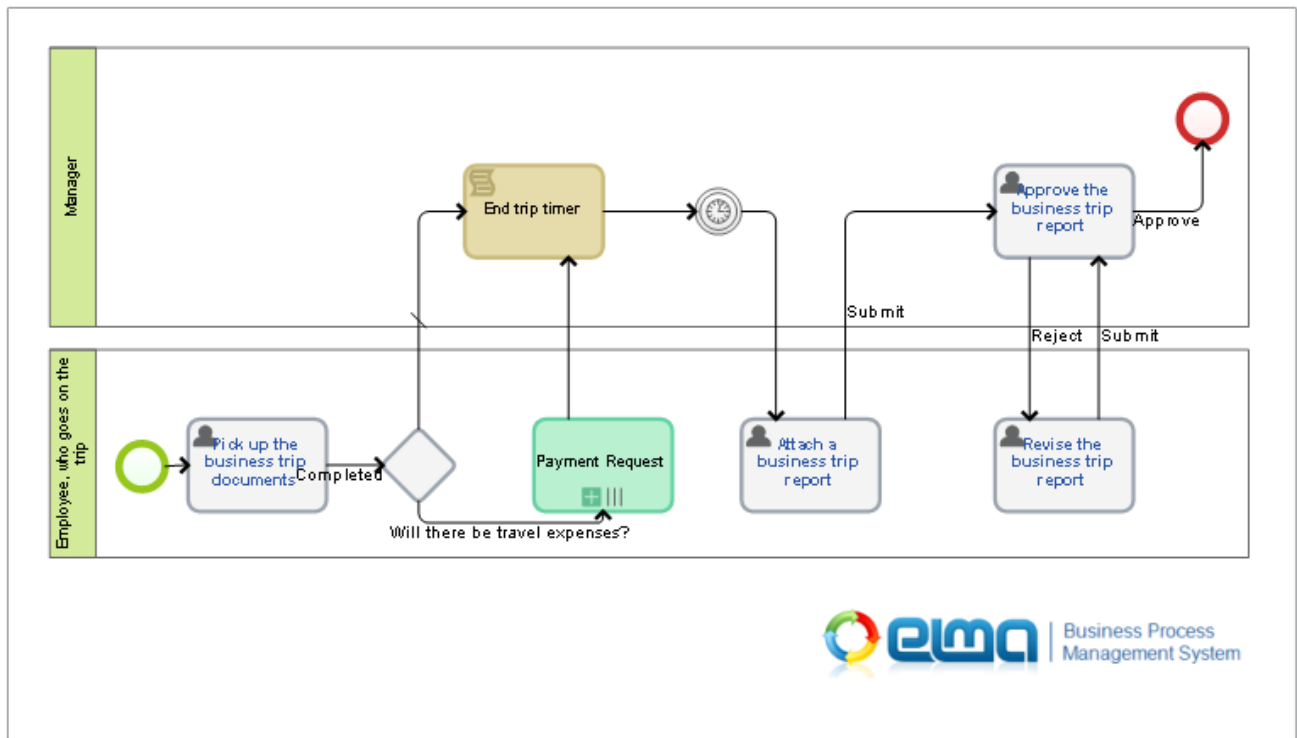 Manager
End trip timer
Approve the
business trip
report
Approve
Submit
Reject
Submit
Employee, who goes on the
trip
Pick up the
business trip
documents
Completed
Payment Request
Will there be travel expenses?
Attach a
business trip
report
Revise the
business trip
report
elma
Business Process
Management System